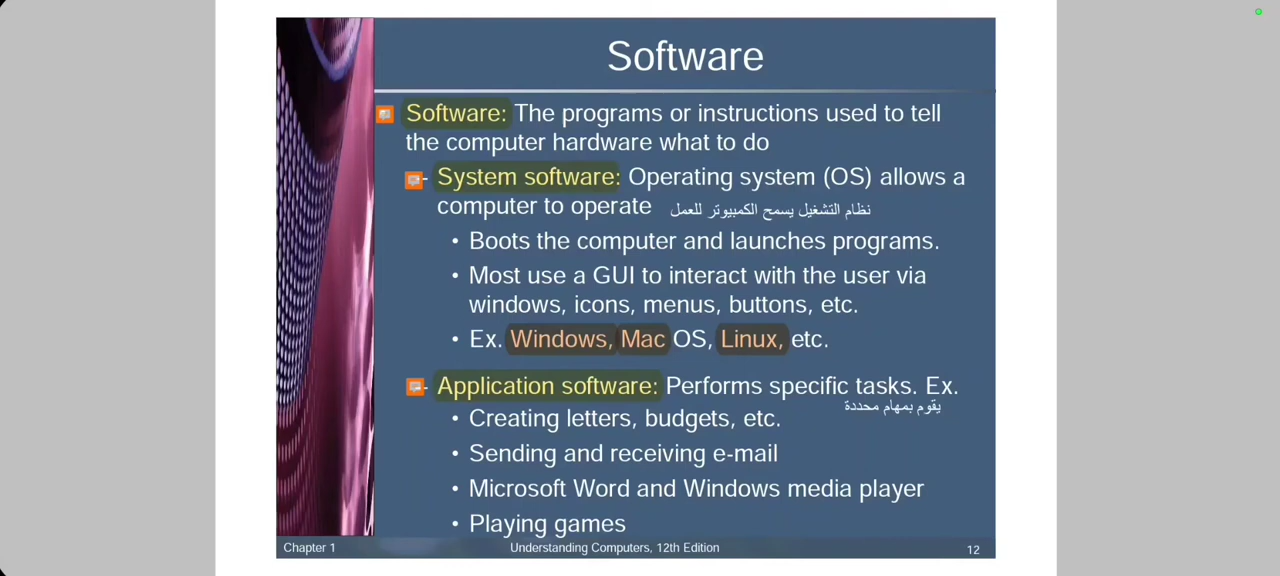 Software
Software: The programs or instructions used to tell
the computer hardware what to do
- System software: Operating system (OS) allows a
computer to operate نظام التشغيل يسمح الكمبيوتر للعمل
• Boots the computer and launches programs.
• Most use a GUI to interact with the user via
windows, icons, menus, buttons, etc.
• Ex. Windows, Mac OS, Linux, etc.
- Application software: Performs specific tasks. Ex.
يقوم بمهام محددة
• Creating letters, budgets, etc.
• Sending and receiving e-mail
• Microsoft Word and Windows media player
• Playing games
Chapter 1 Understanding Computers, 12th Edition 12